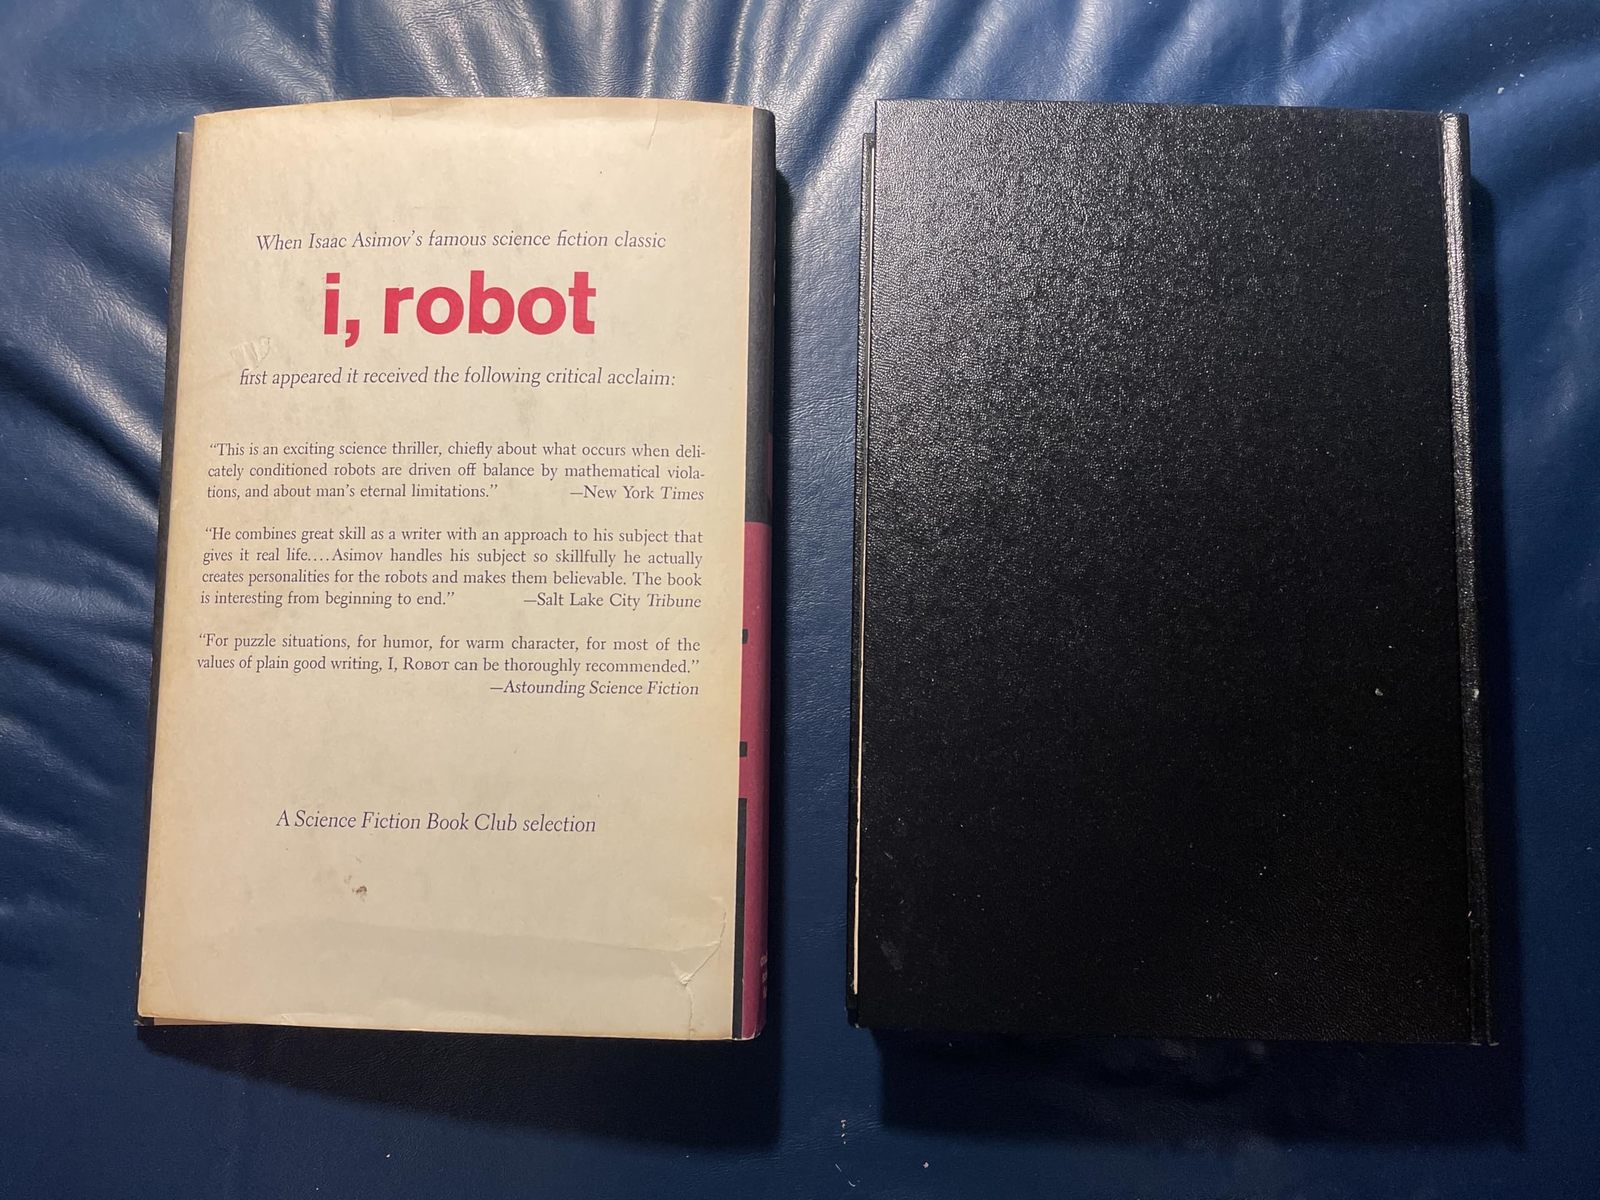 When Isaac Asimov's famous science fiction classic
i, robot
first appeared it received the following critical acclaim:
“This is an exciting science thriller, chiefly about what occurs when deli-
cately conditioned robots are driven off balance by mathematical viola-
tions, and about man's eternal limitations.” —New York Times
“He combines great skill as a writer with an approach to his subject that
gives it real life....Asimov handles his subject so skillfully he actually
creates personalities for the robots and makes them believable. The book
is interesting from beginning to end.” —Salt Lake City Tribune
“For puzzle situations, for humor, for warm character, for most of the
values of plain good writing, I, ROBOT can be thoroughly recommended.”
—Astounding Science Fiction
A Science Fiction Book Club selection